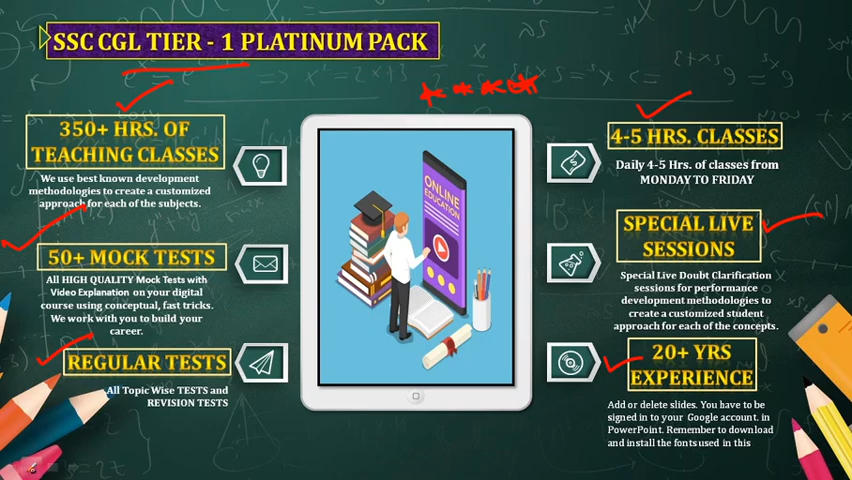 SSC CGL TIER - 1 PLATINUM PACK
350+ HRS. OF
TEACHING CLASSES
We use best known development
methodologies to create a customized
approach for each of the subjects.
50+ MOCK TESTS
All HIGH QUALITY Mock Tests with
Video Explanation on your digital
course using conceptual, fast tricks.
We work with you to build your
career.
REGULAR TESTS
All Topic Wise TESTS and
REVISION TESTS
ONLINE
EDUCATION
4-5 HRS. CLASSES
Daily 4-5 Hrs. of classes from
MONDAY TO FRIDAY
SPECIAL LIVE
SESSIONS
Special Live Doubt Clarification
sessions for performance
development methodologies to
create a customized student
approach for each of the concepts.
20+ YRS
EXPERIENCE
Add or delete slides. You have to be
signed in to your Google account. in
PowerPoint. Remember to download
and install the fonts used in this